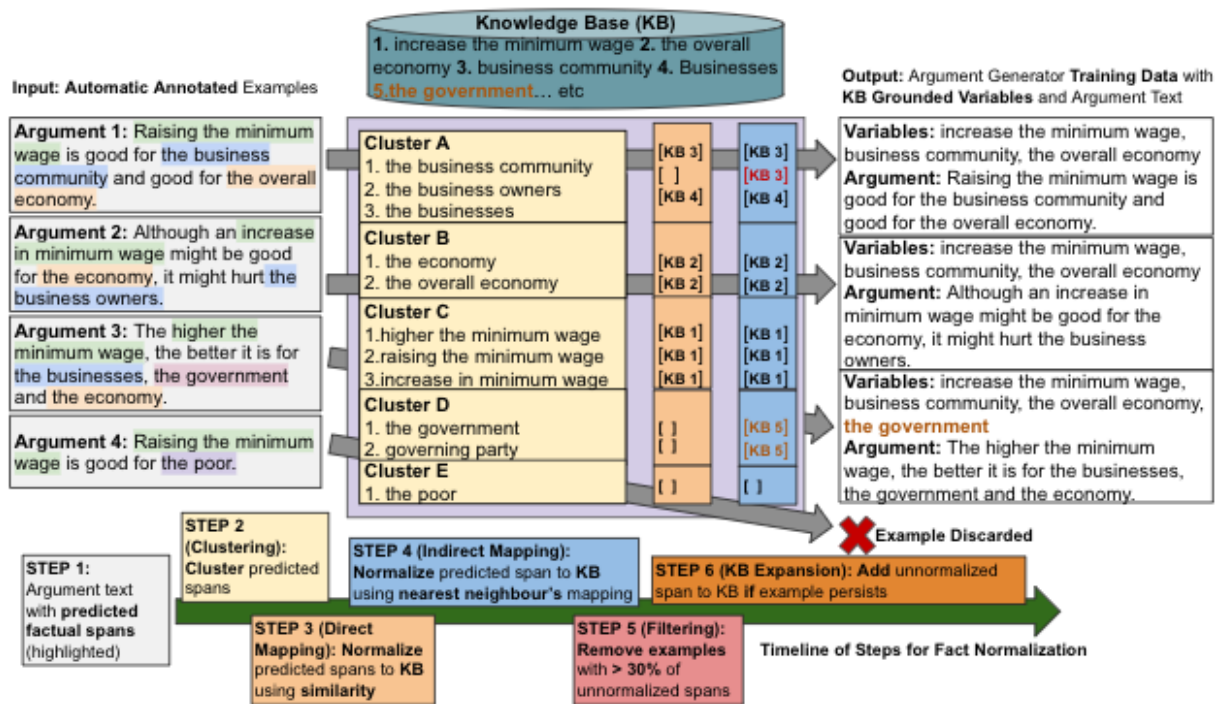 Knowledge Base (KB)
1. increase the minimum wage 2. the overall
economy 3. business community 4. Businesses
5.the government... etc
Input: Automatic Annotated Examples
Argument 1: Raising the minimum
wage is good for the business
community and good for the overall
economy.
Argument 2: Although an increase
in minimum wage might be good
for the economy, it might hurt the
business owners.
Argument 3: The higher the
minimum wage, the better it is for
the businesses, the government
and the economy.
Argument 4: Raising the minimum
wage is good for the poor.
Cluster A
1. the business community
2. the business owners
3. the businesses
Cluster B
1. the economy
2. the overall economy
Cluster C
1.higher the minimum wage
2.raising the minimum wage
3.increase in minimum wage
Cluster D
1. the government
2. governing party
Cluster E
1. the poor
[KB 3]
[ ]
[KB 4]
[KB 2]
[KB 2]
[KB 1]
[KB 1]
[KB 1]
[ ]
[ ]
[ ]
[KB 3]
[KB 3]
[KB 4]
[KB 2]
[KB 2]
[KB 1]
[KB 1]
[KB 1]
[KB 5]
[KB 5]
[ ]
Output: Argument Generator Training Data with
KB Grounded Variables and Argument Text
Variables: increase the minimum wage,
business community, the overall economy
Argument: Raising the minimum wage is
good for the business community and
good for the overall economy.
Variables: increase the minimum wage,
business community, the overall economy
Argument: Although an increase in
minimum wage might be good for the
economy, it might hurt the business
owners.
Variables: increase the minimum wage,
business community, the overall economy,
the government
Argument: The higher the minimum
wage, the better it is for the businesses,
the government and the economy.
Example Discarded
STEP 1:
Argument text
with predicted
factual spans
(highlighted)
STEP 2
(Clustering):
Cluster predicted
spans
STEP 3 (Direct
Mapping): Normalize
predicted spans to KB
using similarity
STEP 4 (Indirect Mapping):
Normalize predicted span to KB
using nearest neighbour's mapping
STEP 5 (Filtering):
Remove examples
with > 30% of
unnormalized spans
STEP 6 (KB Expansion): Add unnormalized
span to KB if example persists
Timeline of Steps for Fact Normalization